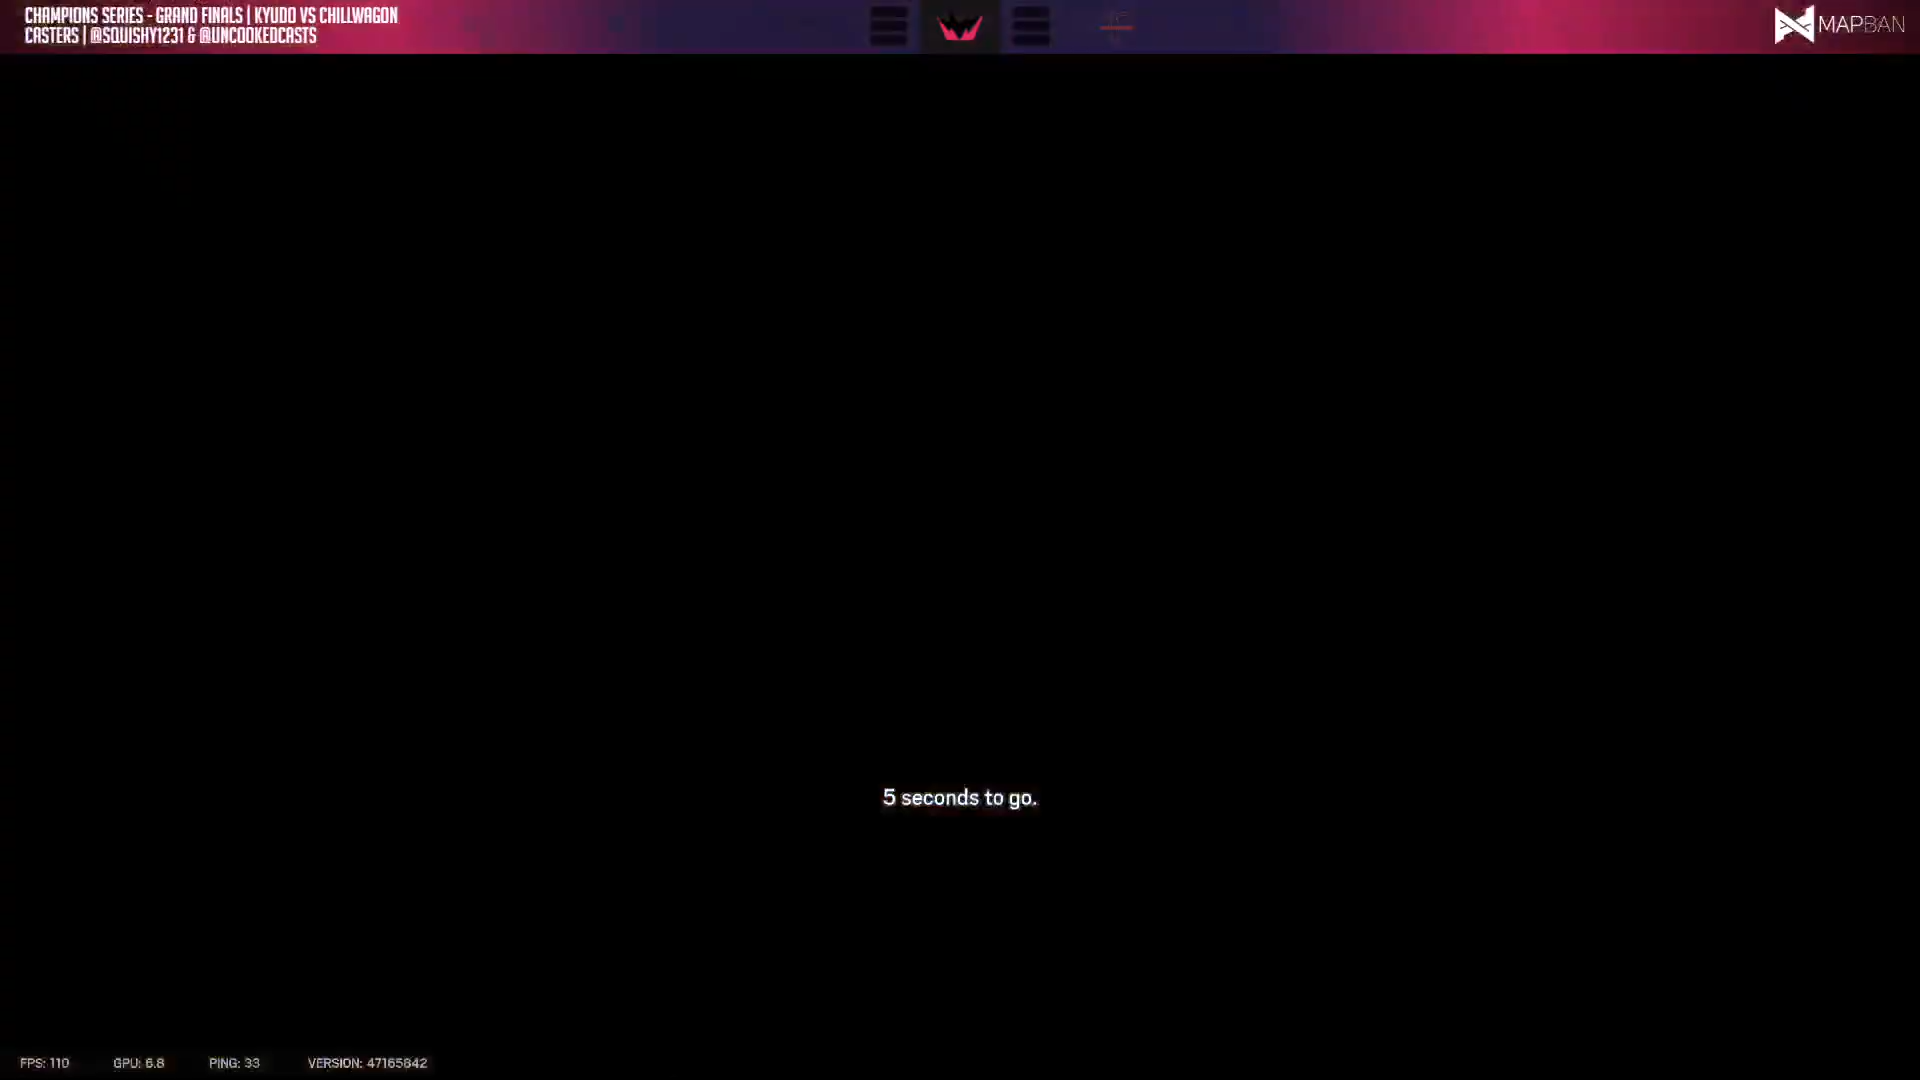 CHAMPIONS SERIES - GRAND FINALS | KYUDO VS CHILLWAGON
CASTERS | @SQUISHY1231 & @UNCOOKEDCASTS
MAPBAN
5 seconds to go.
FPS: 110 GPU: 6.8 PING: 33 VERSION: 47165842